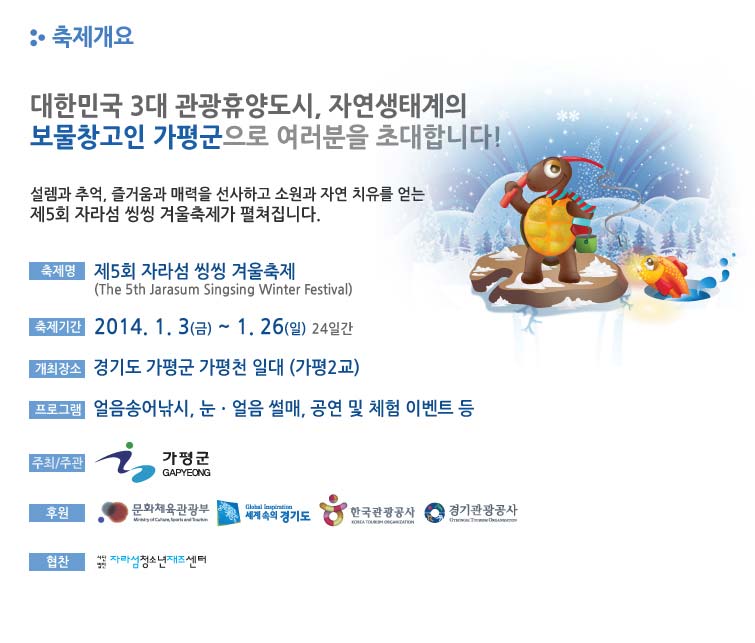 축제개요
대한민국 3대 관광휴양도시, 자연생태계의
보물창고인 가평군으로 여러분을 초대합니다!
설렘과 추억, 즐거움과 매력을 선사하고 소원과 자연 치유를 얻는
제5회 자라섬 씽씽 겨울축제가 펼쳐집니다.
축제명 제5회 자라섬 씽씽 겨울축제
(The 5th Jarasum Singsing Winter Festival)
축제기간 2014. 1. 3(금) ~ 1. 26(일) 24일간
개최장소 경기도 가평군 가평천 일대 (가평2교)
프로그램 얼음송어낚시, 눈 · 얼음 썰매, 공연 및 체험 이벤트 등
주최/주관 가평군
GAPYEONG
후원 문화체육관광부 Ministry of Culture, Sports and Tourism Global Inspiration 세계속의 경기도 한국관광공사 KOREA TOURISM ORGANIZATION 경기관광공사 GYEONGGI TOURISM ORGANIZATION
협찬 사단법인 자라섬청소년재즈센터